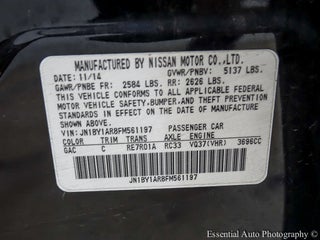 MANUFACTURED BY NISSAN MOTOR CO.,LTD.
DATE: 11/14 GVWR/PNBV: 5137 LBS.
GAWR/PNBE FR: 2584 LBS. RR: 2626 LBS.
THIS VEHICLE CONFORMS TO ALL APPLICABLE FEDERAL
MOTOR VEHICLE SAFETY,BUMPER,AND THEFT PREVENTION
STANDARDS IN EFFECT ON THE DATE OF MANUFACTURE
SHOWN ABOVE.
VIN:JN1BY1AR8FM561197 PASSENGER CAR
COLOR TRIM TRANS AXLE ENGINE
GAC C RE7R01A RC33 VQ37(VHR) 3696CC
JN1BY1AR8FM561197
Essential Auto Photography ©